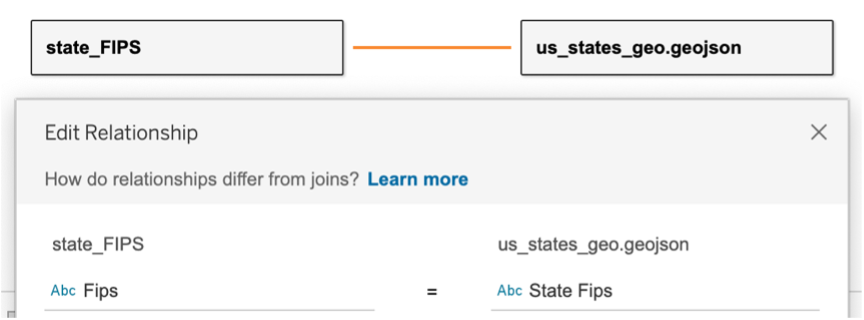 state_FIPS us_states_geo.geojson
Edit Relationship
How do relationships differ from joins? Learn more
state_FIPS us_states_geo.geojson
Abc Fips = Abc State Fips